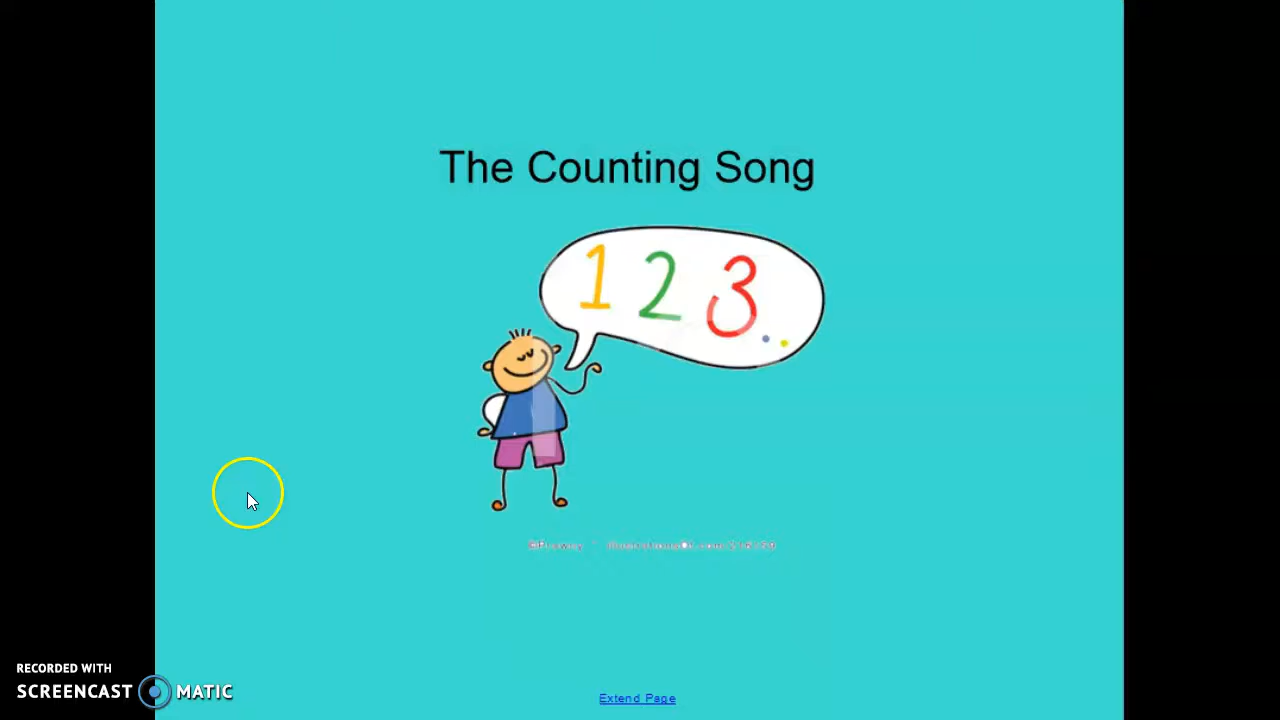 The Counting Song
1 2 3..
RECORDED WITH
SCREENCAST MATIC
Extend Page